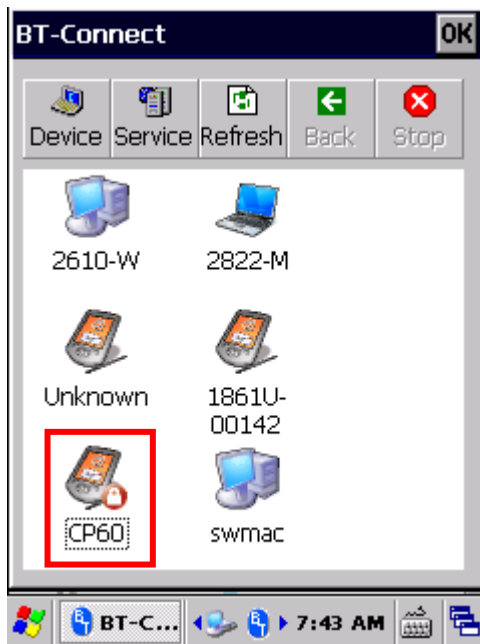 BT-Connect OK
Device Service Refresh Back Stop
2610-W 2822-M
Unknown 1861U-
00142
CP60 swmac
BT-C... 7:43 AM